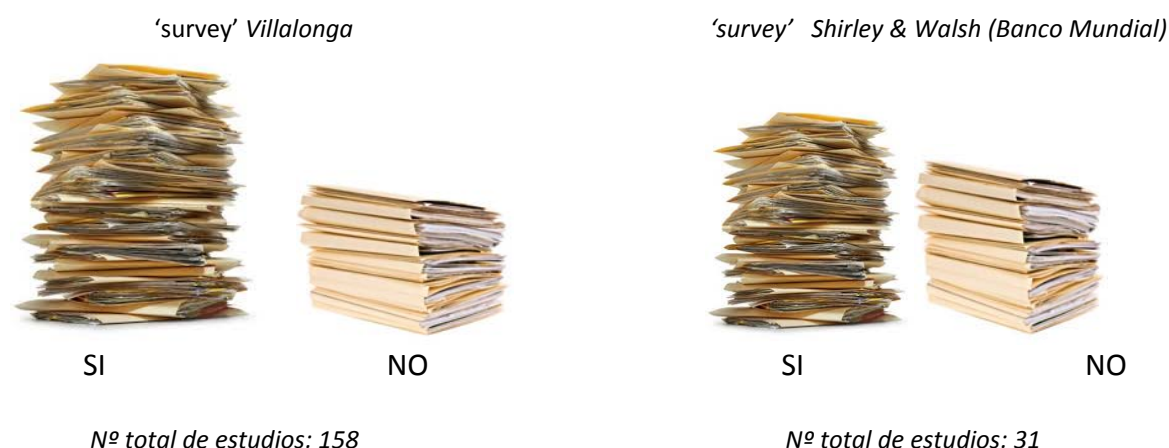 ‘survey’ Villalonga
‘survey’ Shirley & Walsh (Banco Mundial)
SI
NO
SI
NO
Nº total de estudios: 158
Nº total de estudios: 31